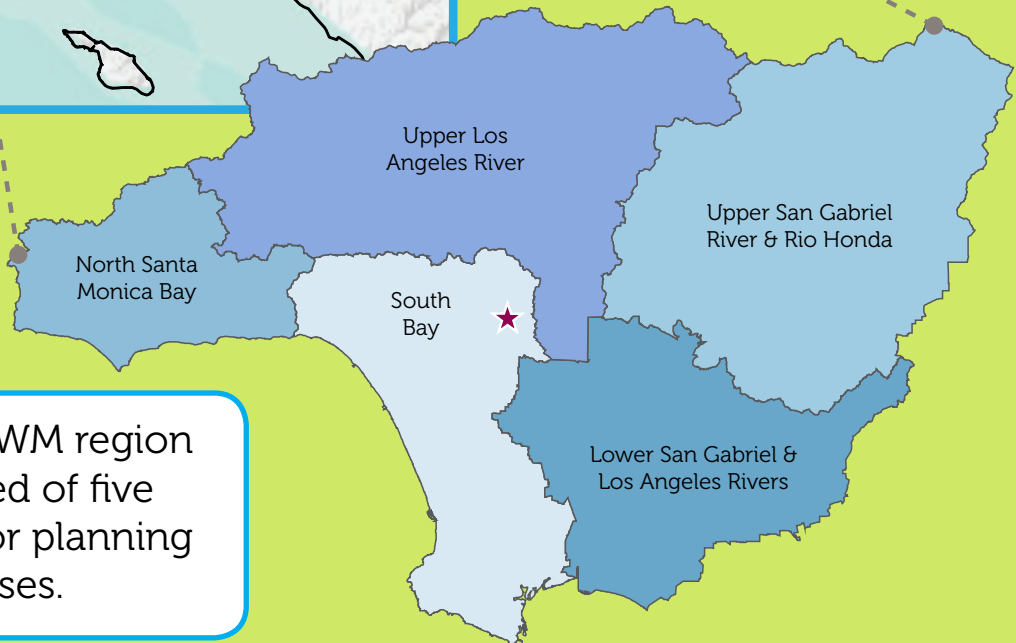 Upper Los
Angeles River
Upper San Gabriel
River & Rio Honda
North Santa
Monica Bay
South
Bay
Lower San Gabriel &
Los Angeles Rivers
WM region
ed of five
or planning
ses.